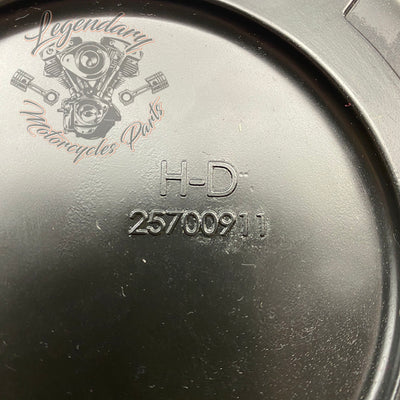 Legendary
Motorcycles Parts
H-D
25700911